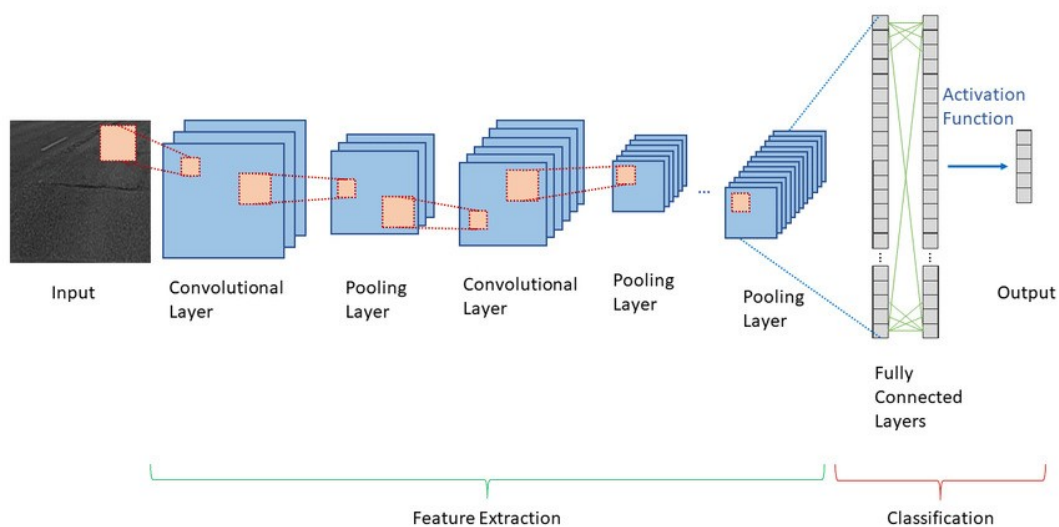 Activation
Function
Input
Convolutional
Layer
Pooling
Layer
Convolutional
Layer
Pooling
Layer
...
Pooling
Layer
Output
Fully
Connected
Layers
Feature Extraction
Classification